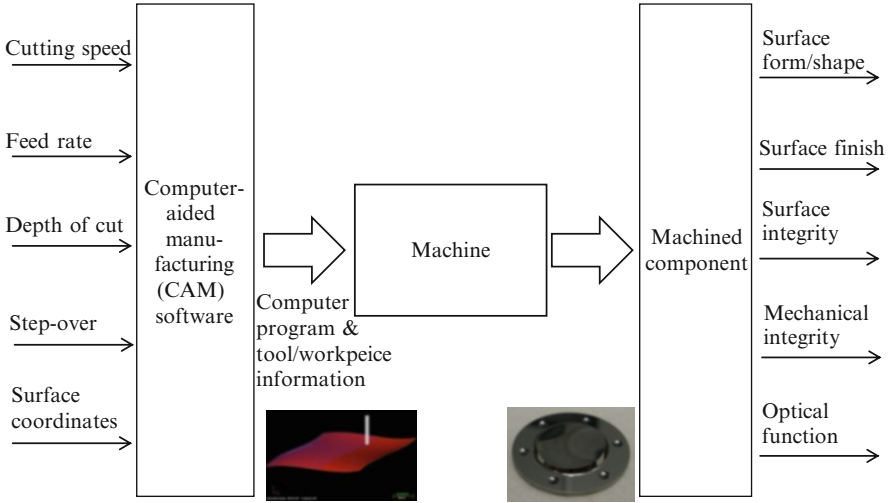 Cutting speed
Feed rate
Depth of cut
Step-over
Surface
coordinates
Computer-
aided
manu-
facturing
(CAM)
software
Computer
program &
tool/workpeice
information
Machine
Machined
component
Surface
form/shape
Surface finish
Surface
integrity
Mechanical
integrity
Optical
function